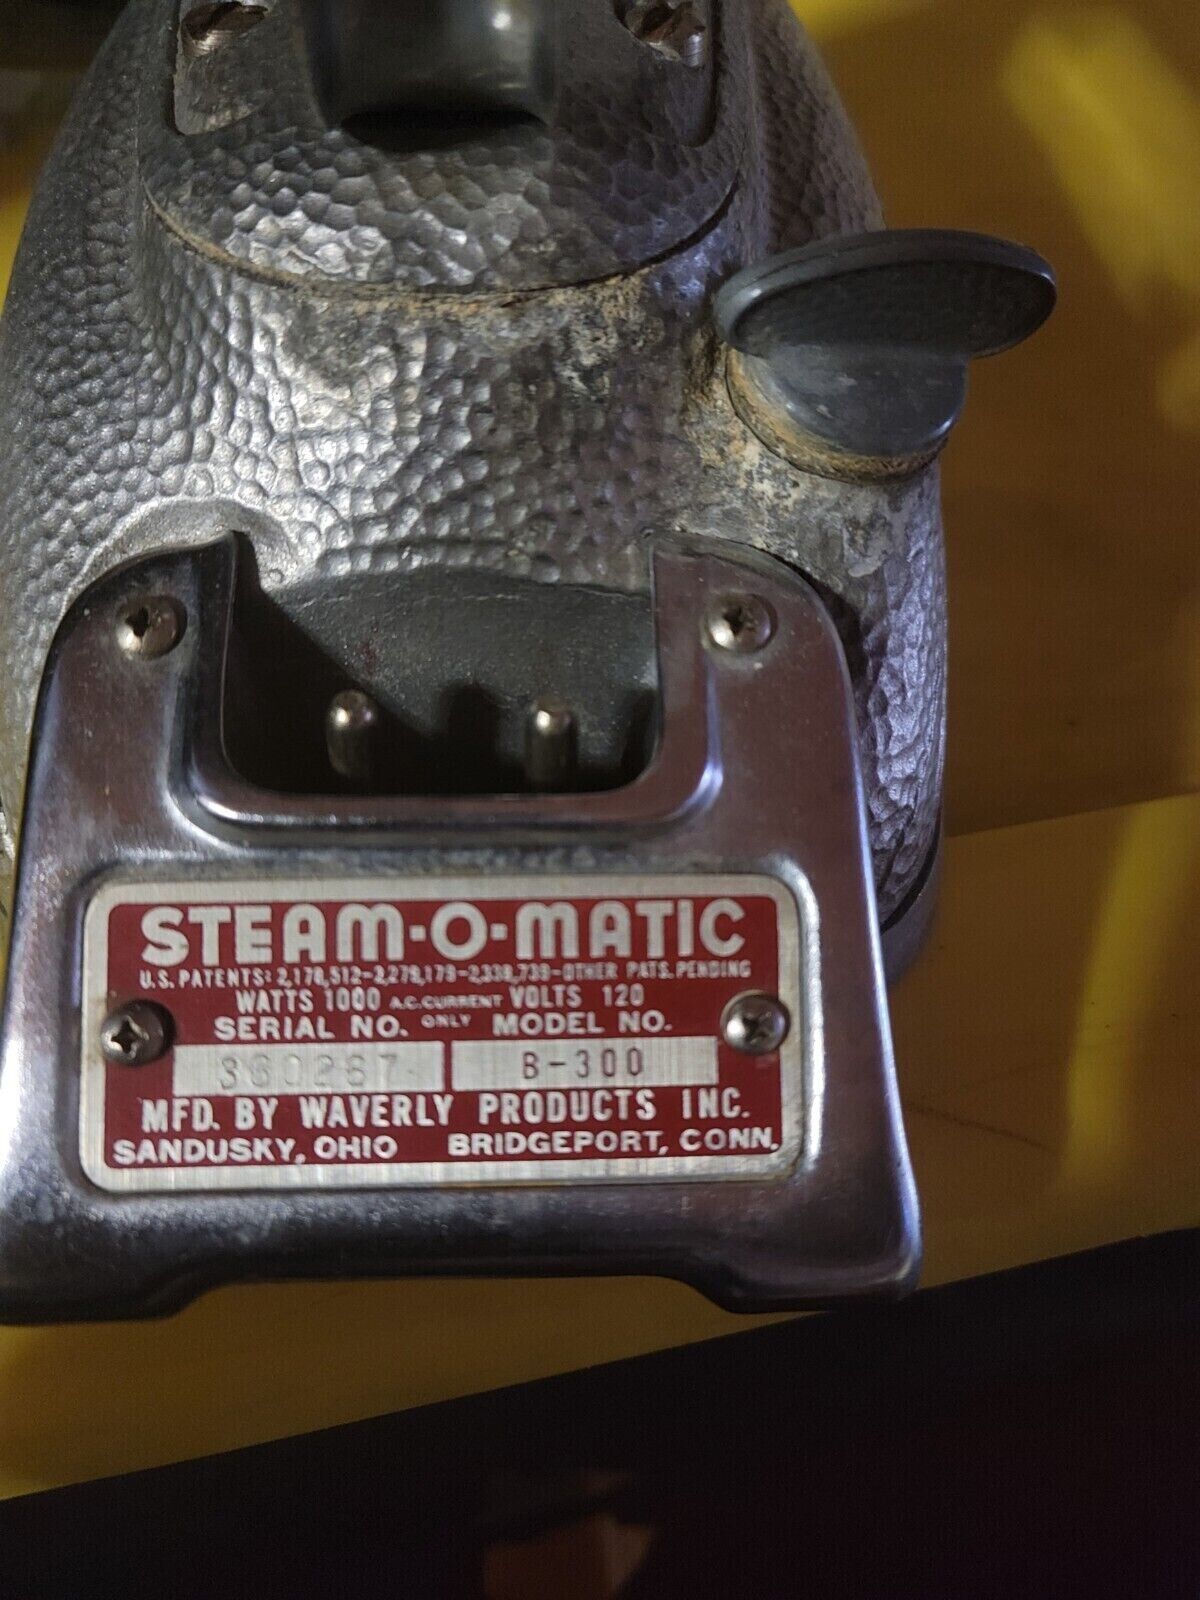 STEAM-O-MATIC
U.S. PATENTS: 2,178,512-2,279,179-2,338,739-OTHER PATS. PENDING
WATTS 1000 A.C. CURRENT ONLY VOLTS 120
SERIAL NO. MODEL NO.
360267 B-300
MFD. BY WAVERLY PRODUCTS INC.
SANDUSKY, OHIO BRIDGEPORT, CONN.